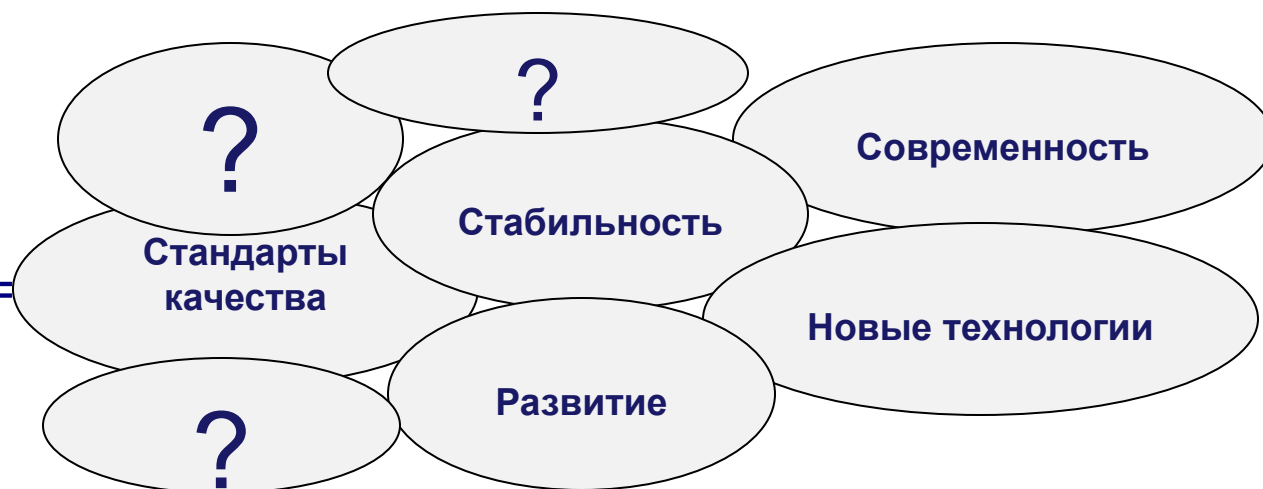 ?
?
Современность
Стабильность
Стандарты
качества
=
Новые технологии
Развитие
?